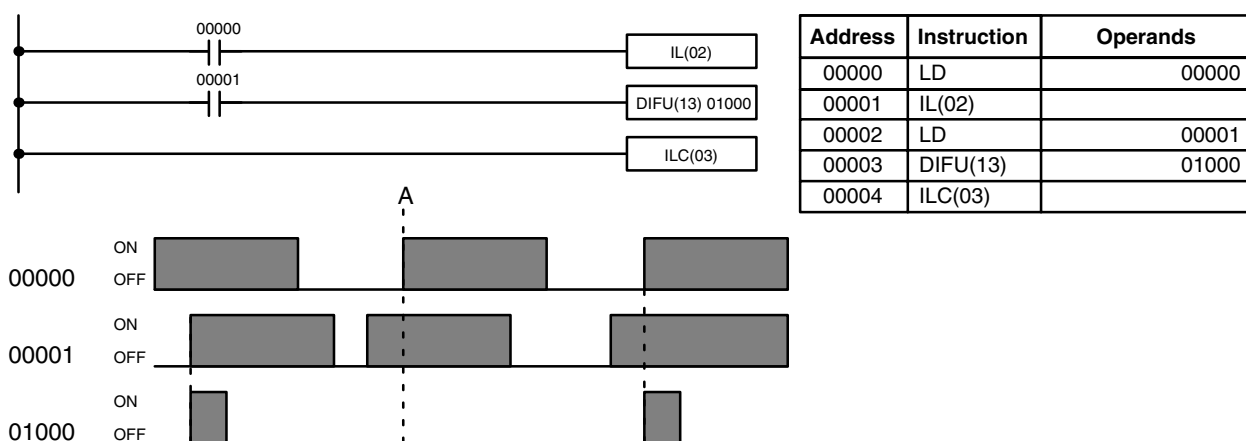 00000
IL(02)
00001
DIFU(13) 01000
ILC(03)
Address Instruction Operands
00000 LD 00000
00001 IL(02)
00002 LD 00001
00003 DIFU(13) 01000
00004 ILC(03)
A
ON
00000 OFF
ON
00001 OFF
ON
01000 OFF